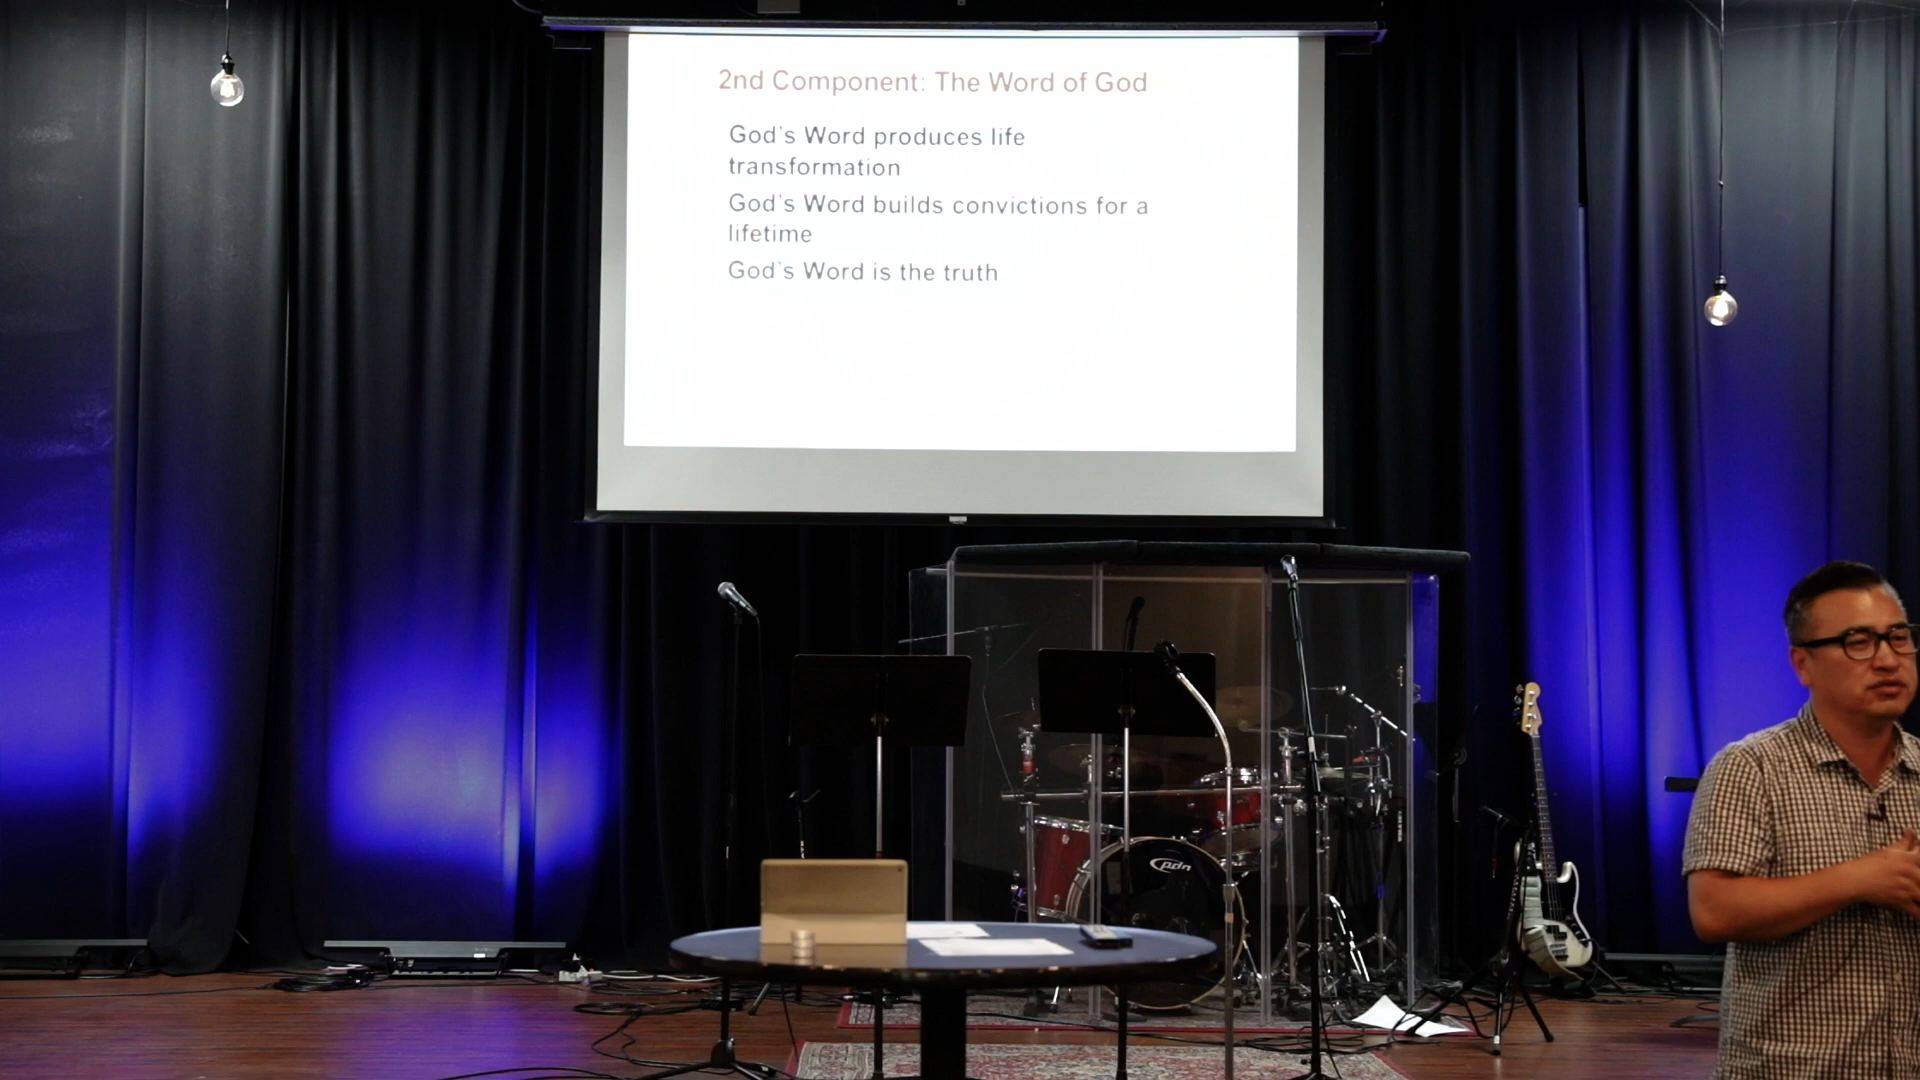 2nd Component: The Word of God
God's Word produces life
transformation
God's Word builds convictions for a
lifetime
God's Word is the truth
pdp